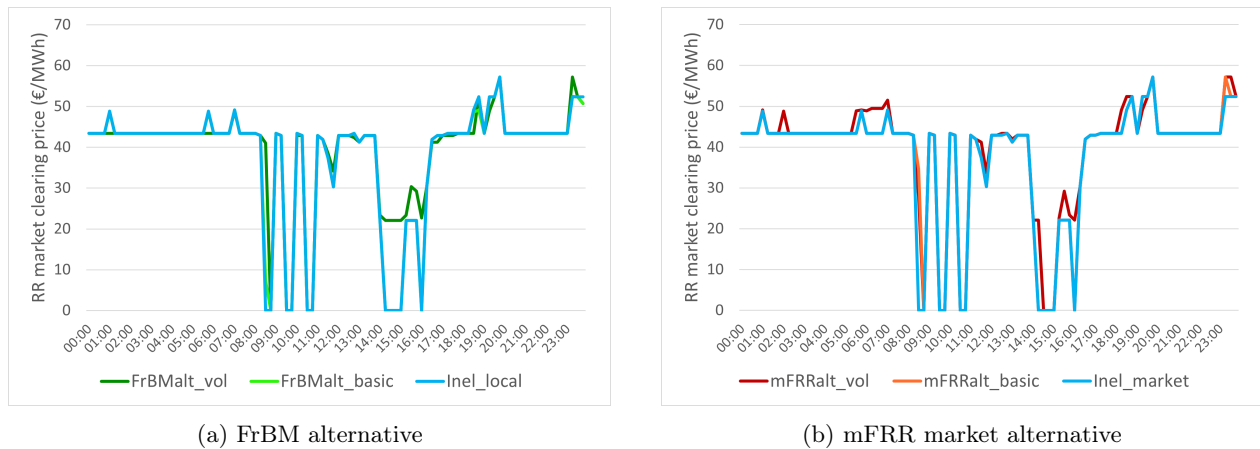 RR market clearing price (€/MWh)
70
60
50
40
30
20
10
0
00:00 01:00 02:00 03:00 04:00 05:00 06:00 07:00 08:00 09:00 10:00 11:00 12:00 13:00 14:00 15:00 16:00 17:00 18:00 19:00 20:00 21:00 22:00 23:00
FrBMalt_vol FrBMalt_basic Inel_local
(a) FrBM alternative
RR market clearing price (€/MWh)
70
60
50
40
30
20
10
0
00:00 01:00 02:00 03:00 04:00 05:00 06:00 07:00 08:00 09:00 10:00 11:00 12:00 13:00 14:00 15:00 16:00 17:00 18:00 19:00 20:00 21:00 22:00 23:00
mFRRalt_vol mFRRalt_basic Inel_market
(b) mFRR market alternative